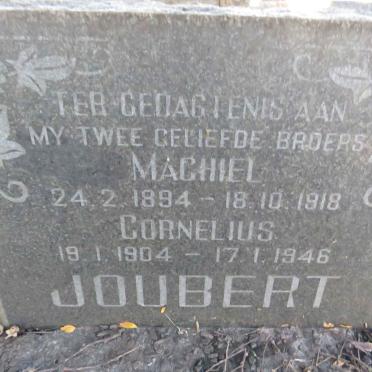 TER GEDAGTENIS AAN
MY TWEE GELIEFDE BROERS
MACHIEL
24. 2. 1894 - 18. 10. 1918
CORNELIUS
19. 1. 1904 - 17. 1. 1946
JOUBERT